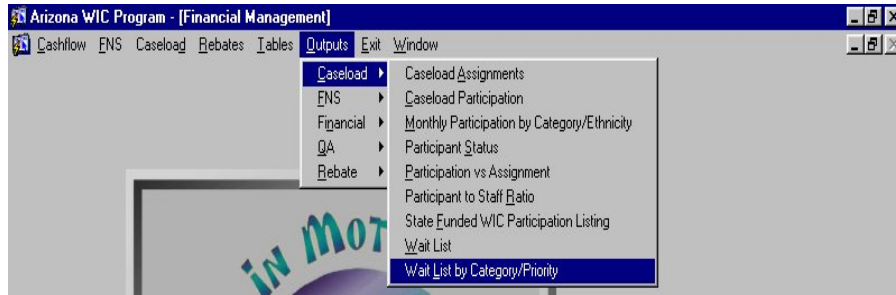 Arizona WIC Program - [Financial Management]
Cashflow FNS Caseload Rebates Tables Outputs Exit Window
Caseload
FNS
Financial
QA
Rebate
Caseload Assignments
Caseload Participation
Monthly Participation by Category/Ethnicity
Participant Status
Participation vs Assignment
Participant to Staff Ratio
State Funded WIC Participation Listing
Wait List
Wait List by Category/Priority
IN MOT